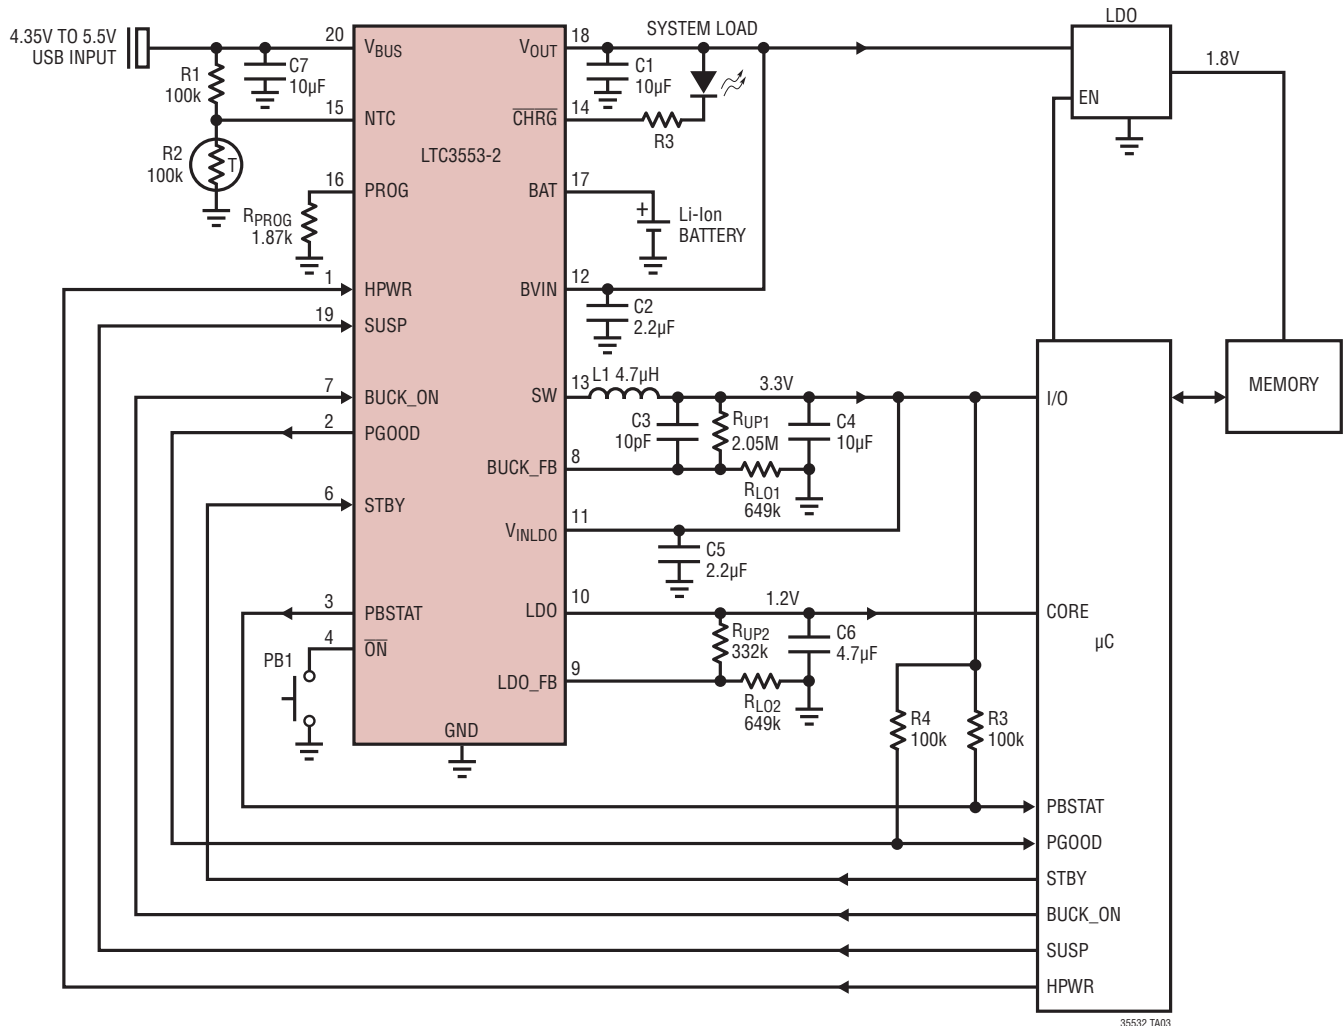 4.35V TO 5.5V
USB INPUT
R1
100k
C7
10µF
R2
100k
T
RPROG
1.87k
20
15
16
1
19
7
2
6
3
4
PB1
VBUS
NTC
LTC3553-2
PROG
HPWR
SUSP
BUCK_ON
PGOOD
STBY
PBSTAT
ON
GND
VOUT
CHRG
BAT
BVIN
SW
BUCK_FB
VINLDO
LDO
LDO_FB
18
14
17
12
13
8
11
10
9
SYSTEM LOAD
C1
10µF
R3
+
Li-Ion
BATTERY
C2
2.2µF
L1 4.7µH
3.3V
C3
10pF
RUP1
2.05M
C4
10µF
RLO1
649k
C5
2.2µF
1.2V
RUP2
332k
C6
4.7µF
RLO2
649k
R4
100k
R3
100k
LDO
EN
1.8V
MEMORY
I/O
CORE
µC
PBSTAT
PGOOD
STBY
BUCK_ON
SUSP
HPWR
35532 TA03